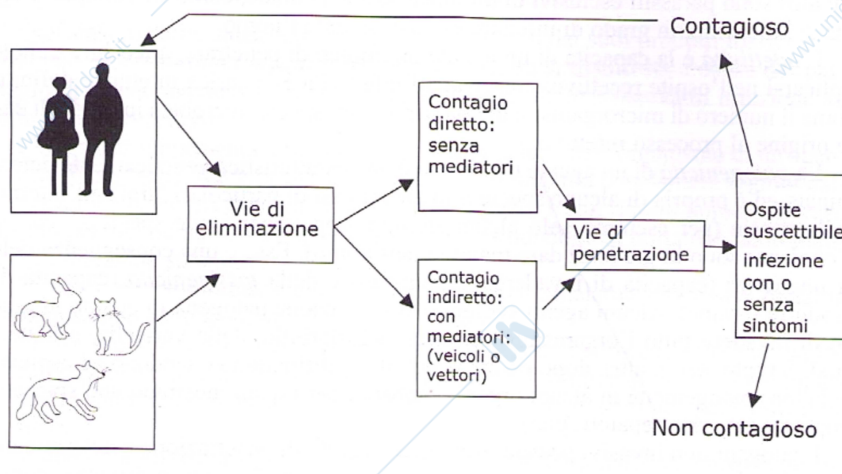 Contagioso
Contagio
diretto:
senza
mediatori
Vie di
eliminazione
Vie di
penetrazione
Ospite
suscettibile
infezione
con o
senza
sintomi
Contagio
indiretto:
con
mediatori:
(veicoli o
vettori)
Non contagioso